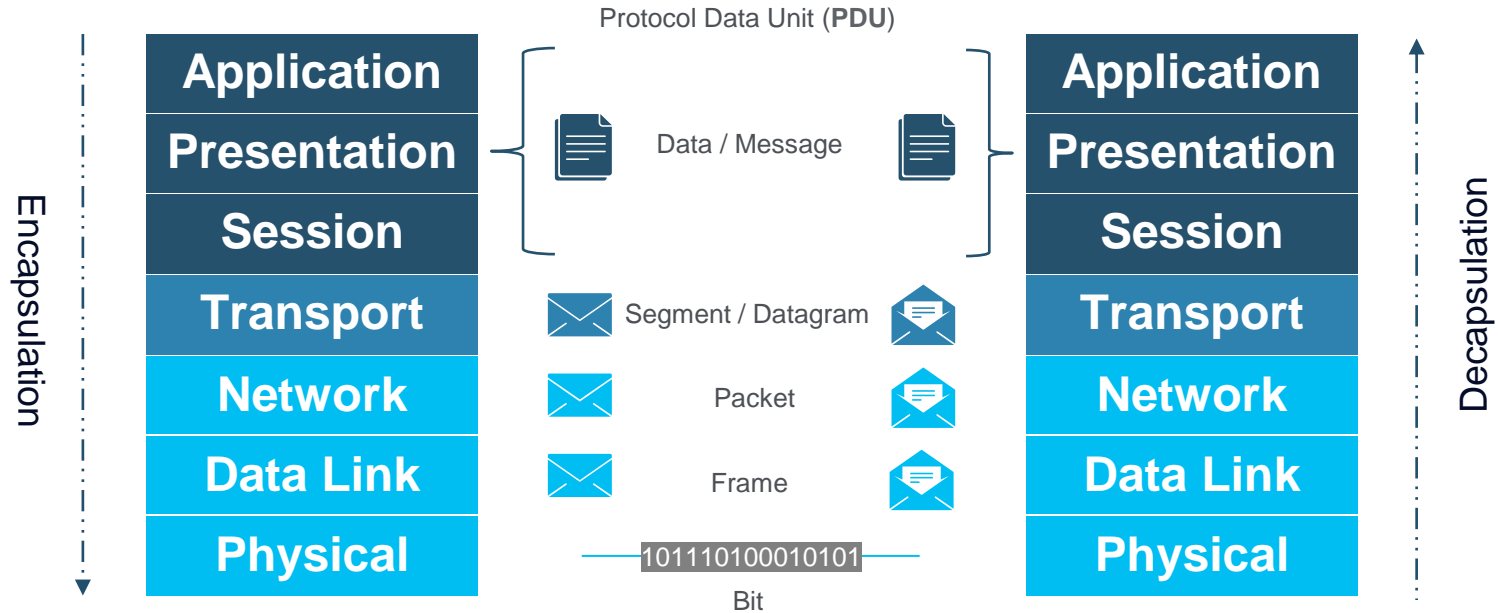 Protocol Data Unit (PDU)
Encapsulation
Application
Presentation
Session
Transport
Network
Data Link
Physical
Data / Message
Segment / Datagram
Packet
Frame
101110100010101
Bit
Application
Presentation
Session
Transport
Network
Data Link
Physical
Decapsulation